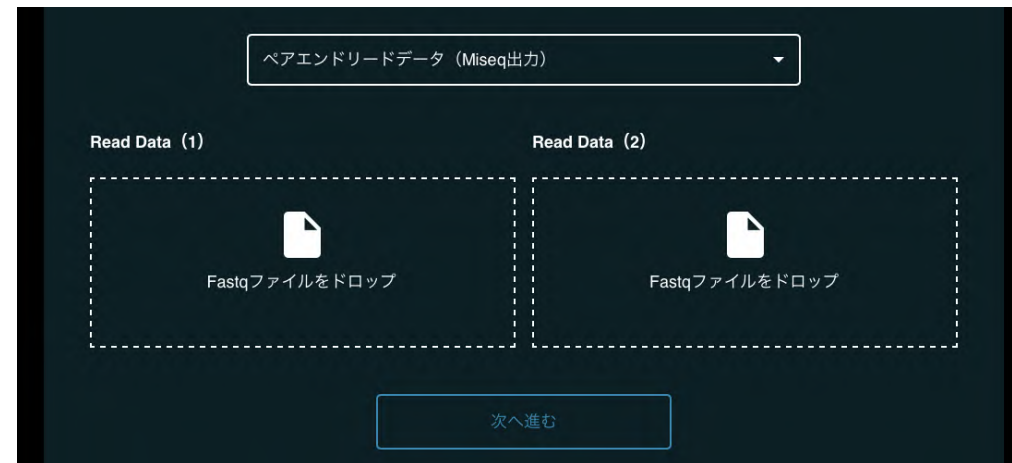 ペアエンドリードデータ（Miseq出力）
Read Data（1）
Read Data（2）
Fastqファイルをドロップ
Fastqファイルをドロップ
次へ進む